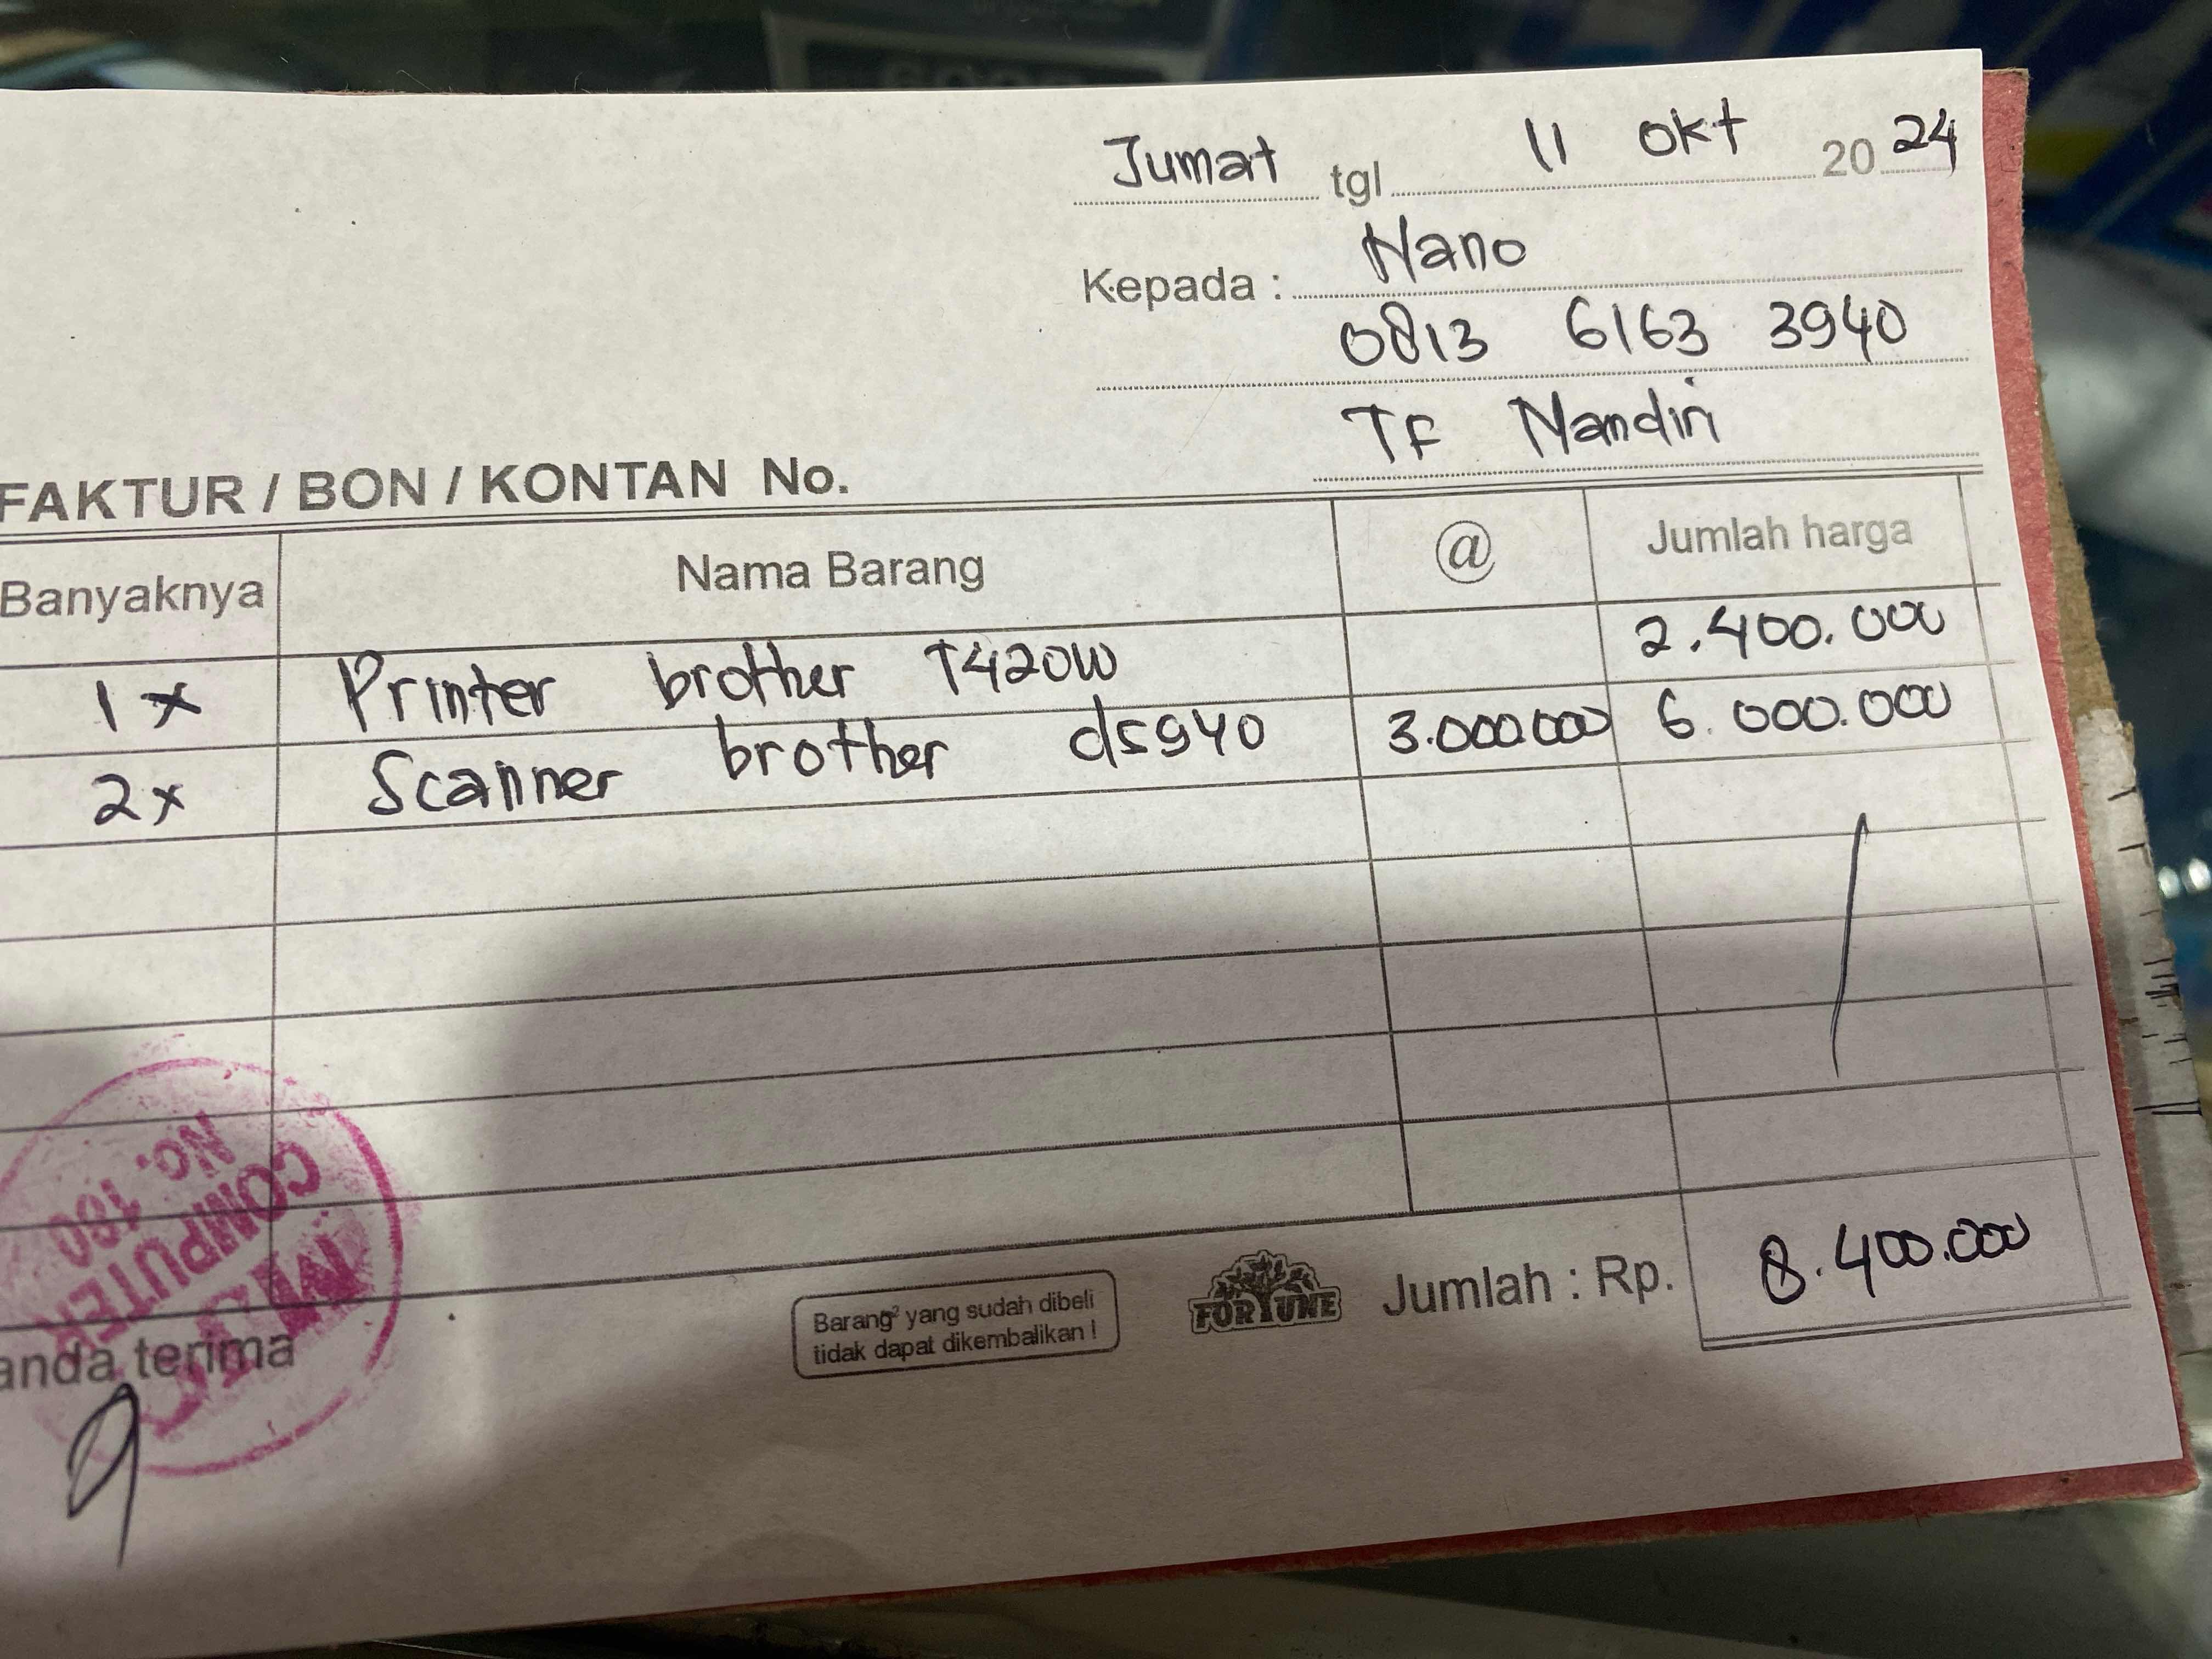 Jumat tgl 11 Okt 2024
Kepada : Nano
0813 6163 3940
TF Mandiri
FAKTUR / BON / KONTAN No.
Banyaknya Nama Barang @ Jumlah harga
1x Printer brother T420W 2.400.000
2x Scanner brother ds940 3.000.000 6.000.000
COMPUTER
No. 180
anda terima
Barang² yang sudah dibeli
tidak dapat dikembalikan !
FORTUNE
Jumlah : Rp. 8.400.000